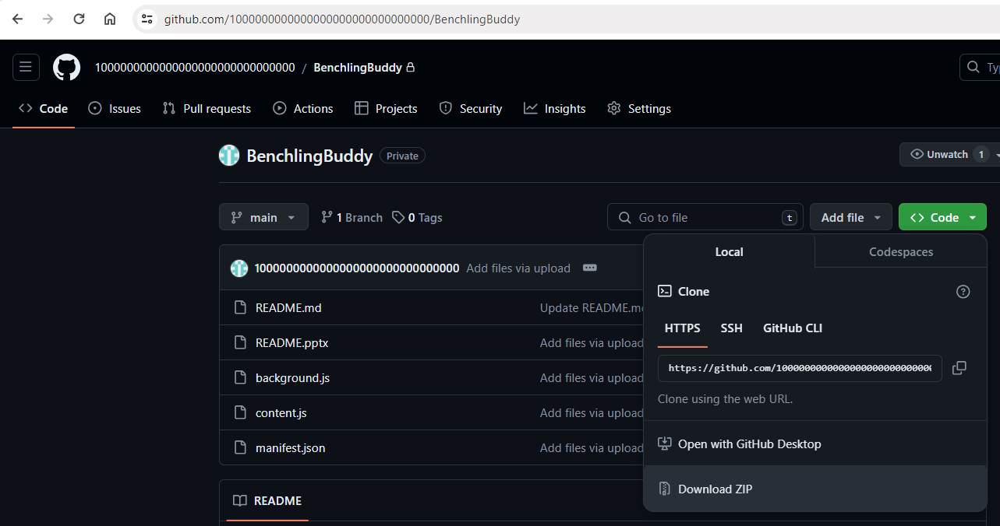 github.com/1000000000000000000000000000000/BenchlingBuddy
1000000000000000000000000000000 / BenchlingBuddy
Ty
Code Issues Pull requests Actions Projects Security Insights Settings
BenchlingBuddy Private
Unwatch 1
main 1 Branch 0 Tags
Go to file t Add file Code
1000000000000000000000000000000 Add files via upload
README.md Update README.m
README.pptx Add files via upload
background.js Add files via upload
content.js Add files via upload
manifest.json Add files via upload
README
Local Codespaces
Clone
HTTPS SSH GitHub CLI
https://github.com/100000000000000000000000000
Clone using the web URL.
Open with GitHub Desktop
Download ZIP